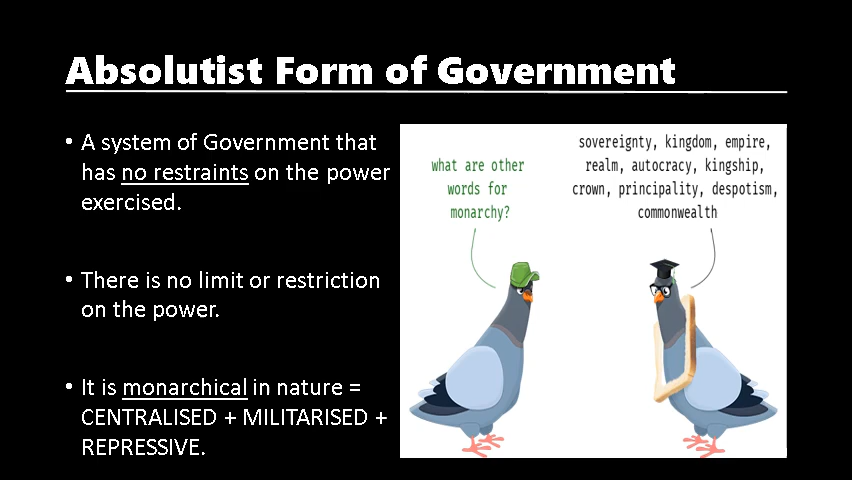 Absolutist Form of Government
• A system of Government that
has no restraints on the power
exercised.
• There is no limit or restriction
on the power.
• It is monarchical in nature =
CENTRALISED + MILITARISED +
REPRESSIVE.
what are other
words for
monarchy?
sovereignty, kingdom, empire,
realm, autocracy, kingship,
crown, principality, despotism,
commonwealth